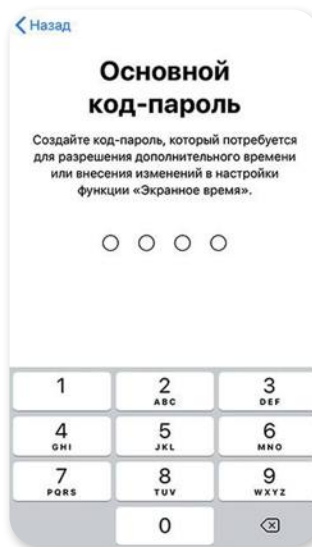 Назад
Основной
код-пароль
Создайте код-пароль, который потребуется
для разрешения дополнительного времени
или внесения изменений в настройки
функции «Экранное время».
1
2
ABC
3
DEF
4
GHI
5
JKL
6
MNO
7
PQRS
8
TUV
9
WXYZ
0